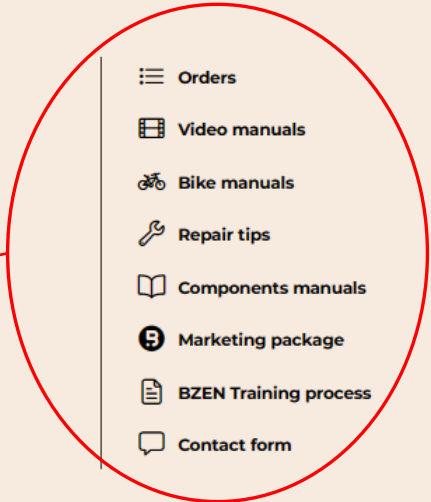 Orders
Video manuals
Bike manuals
Repair tips
Components manuals
Marketing package
BZEN Training process
Contact form